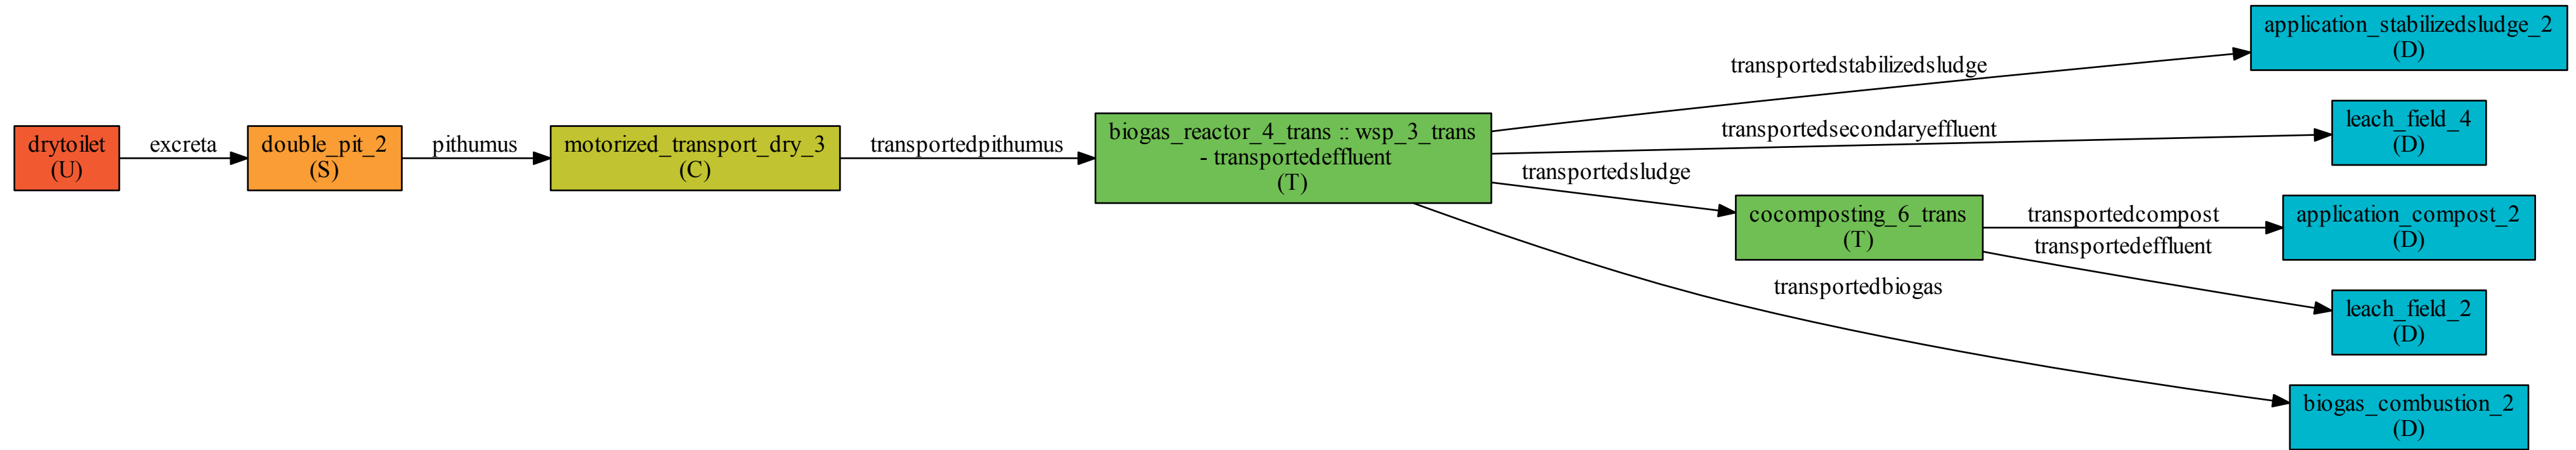 drytoilet
(U)
excreta
double_pit_2
(S)
pithumus
motorized_transport_dry_3
(C)
transportedpithumus
biogas_reactor_4_trans :: wsp_3_trans
- transportedeffluent
(T)
transportedstabilizedsludge
transportedsecondaryeffluent
transportedsludge
transportedbiogas
cocomposting_6_trans
(T)
transportedcompost
transportedeffluent
application_stabilizedsludge_2
(D)
leach_field_4
(D)
application_compost_2
(D)
leach_field_2
(D)
biogas_combustion_2
(D)